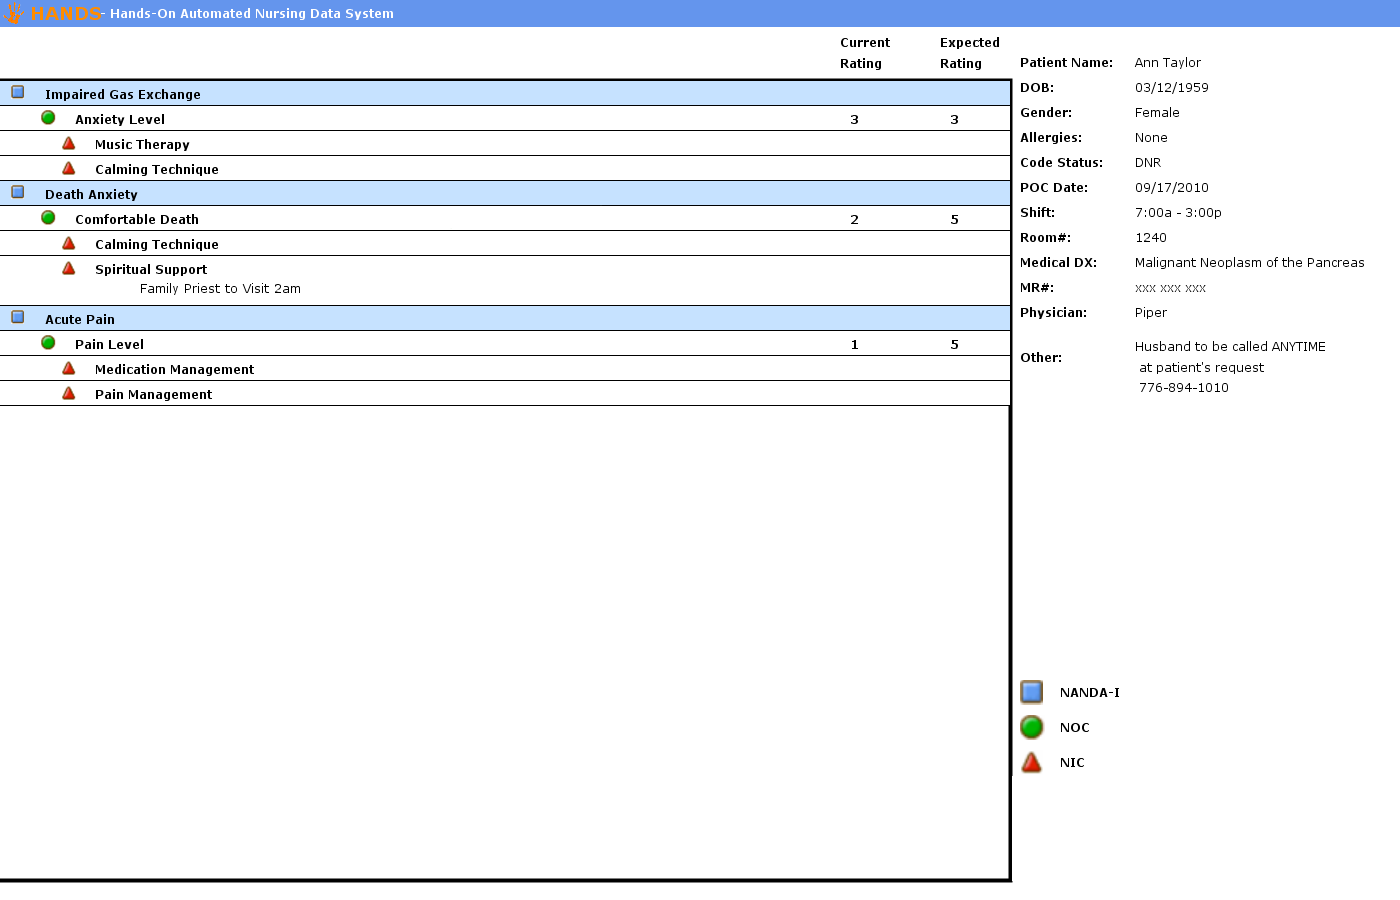 HANDS - Hands-On Automated Nursing Data System
Current Expected
Rating Rating
Impaired Gas Exchange
Anxiety Level 3 3
Music Therapy
Calming Technique
Death Anxiety
Comfortable Death 2 5
Calming Technique
Spiritual Support
Family Priest to Visit 2am
Acute Pain
Pain Level 1 5
Medication Management
Pain Management
Patient Name: Ann Taylor
DOB: 03/12/1959
Gender: Female
Allergies: None
Code Status: DNR
POC Date: 09/17/2010
Shift: 7:00a - 3:00p
Room#: 1240
Medical DX: Malignant Neoplasm of the Pancreas
MR#: xxx xxx xxx
Physician: Piper
Other: Husband to be called ANYTIME
at patient's request
776-894-1010
NANDA-I
NOC
NIC